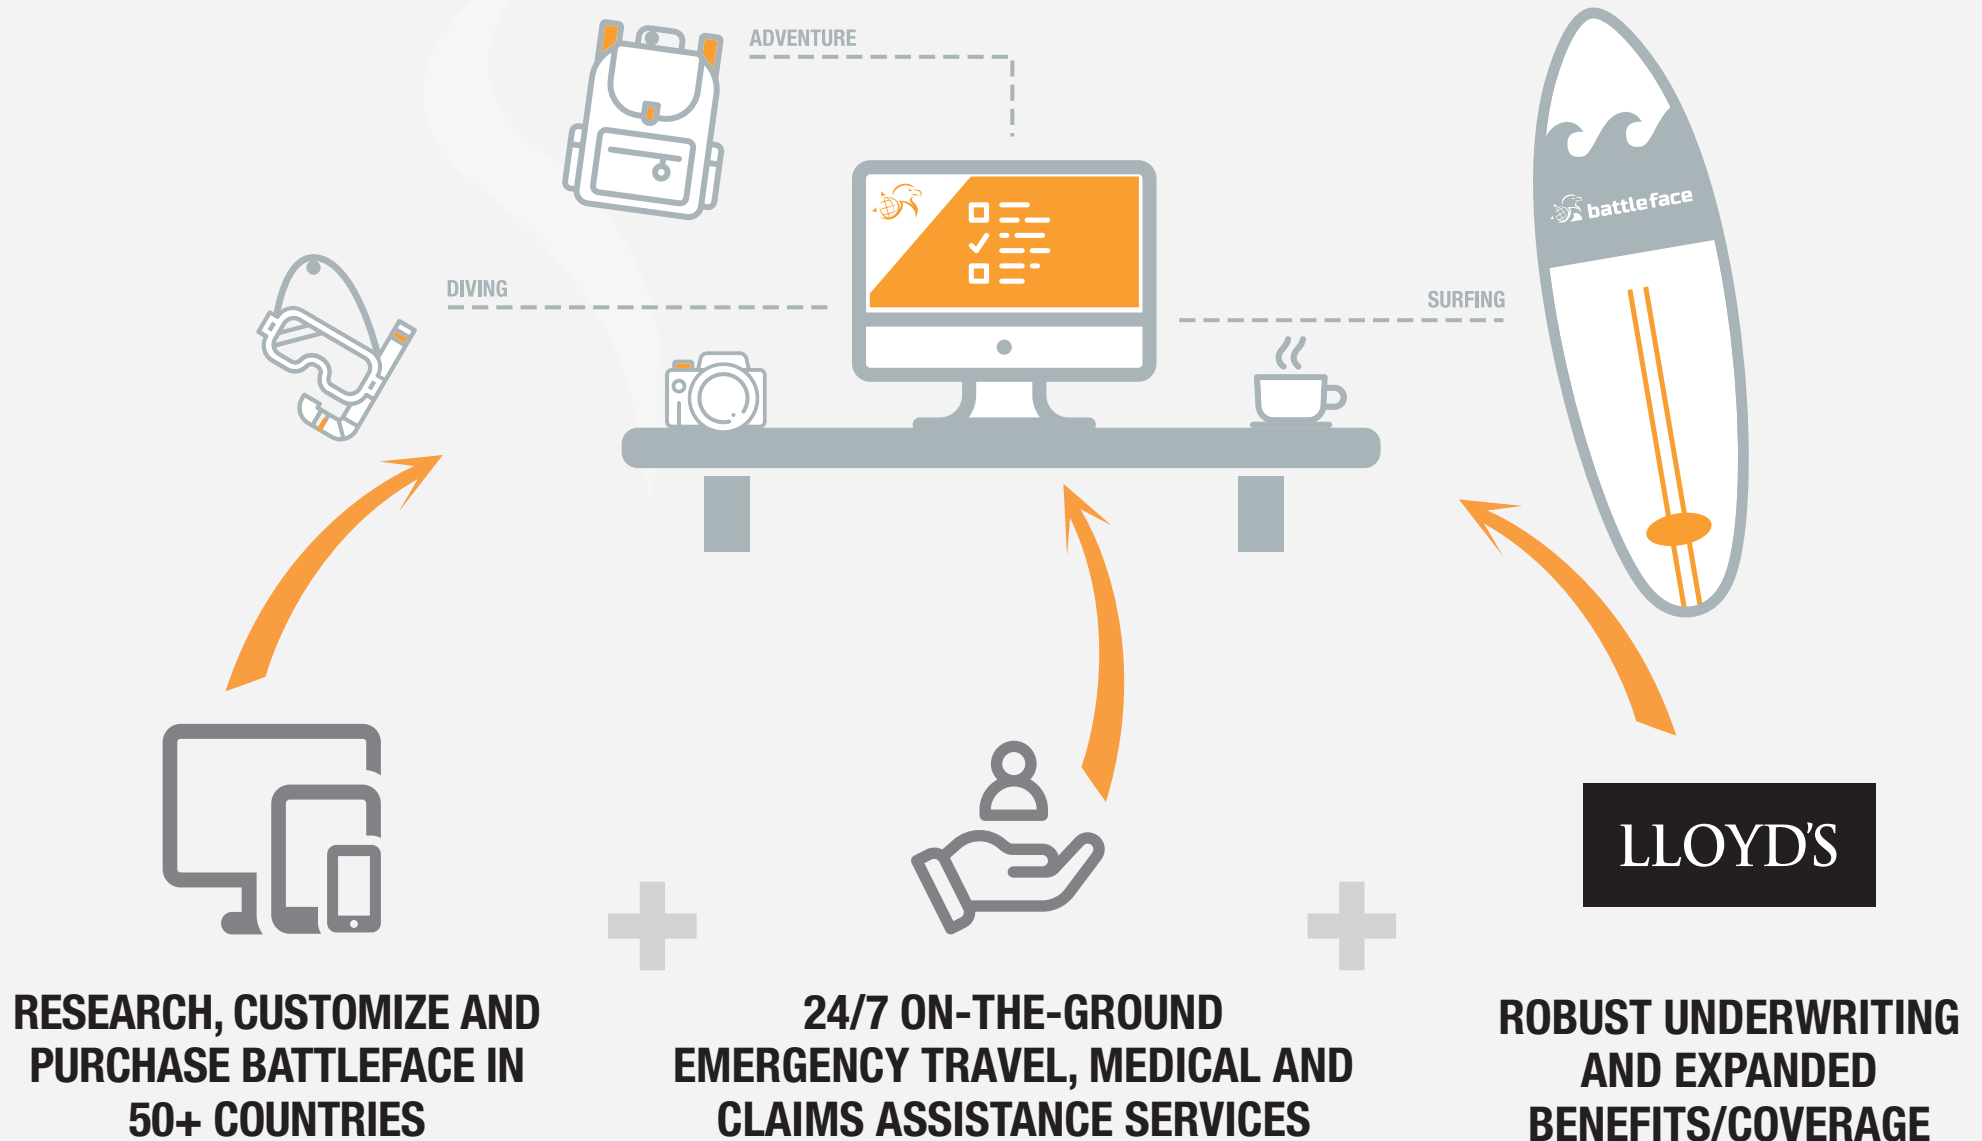 ADVENTURE
battleface
DIVING
SURFING
LLOYD'S
RESEARCH, CUSTOMIZE AND
PURCHASE BATTLEFACE IN
50+ COUNTRIES
24/7 ON-THE-GROUND
EMERGENCY TRAVEL, MEDICAL AND
CLAIMS ASSISTANCE SERVICES
ROBUST UNDERWRITING
AND EXPANDED
BENEFITS/COVERAGE